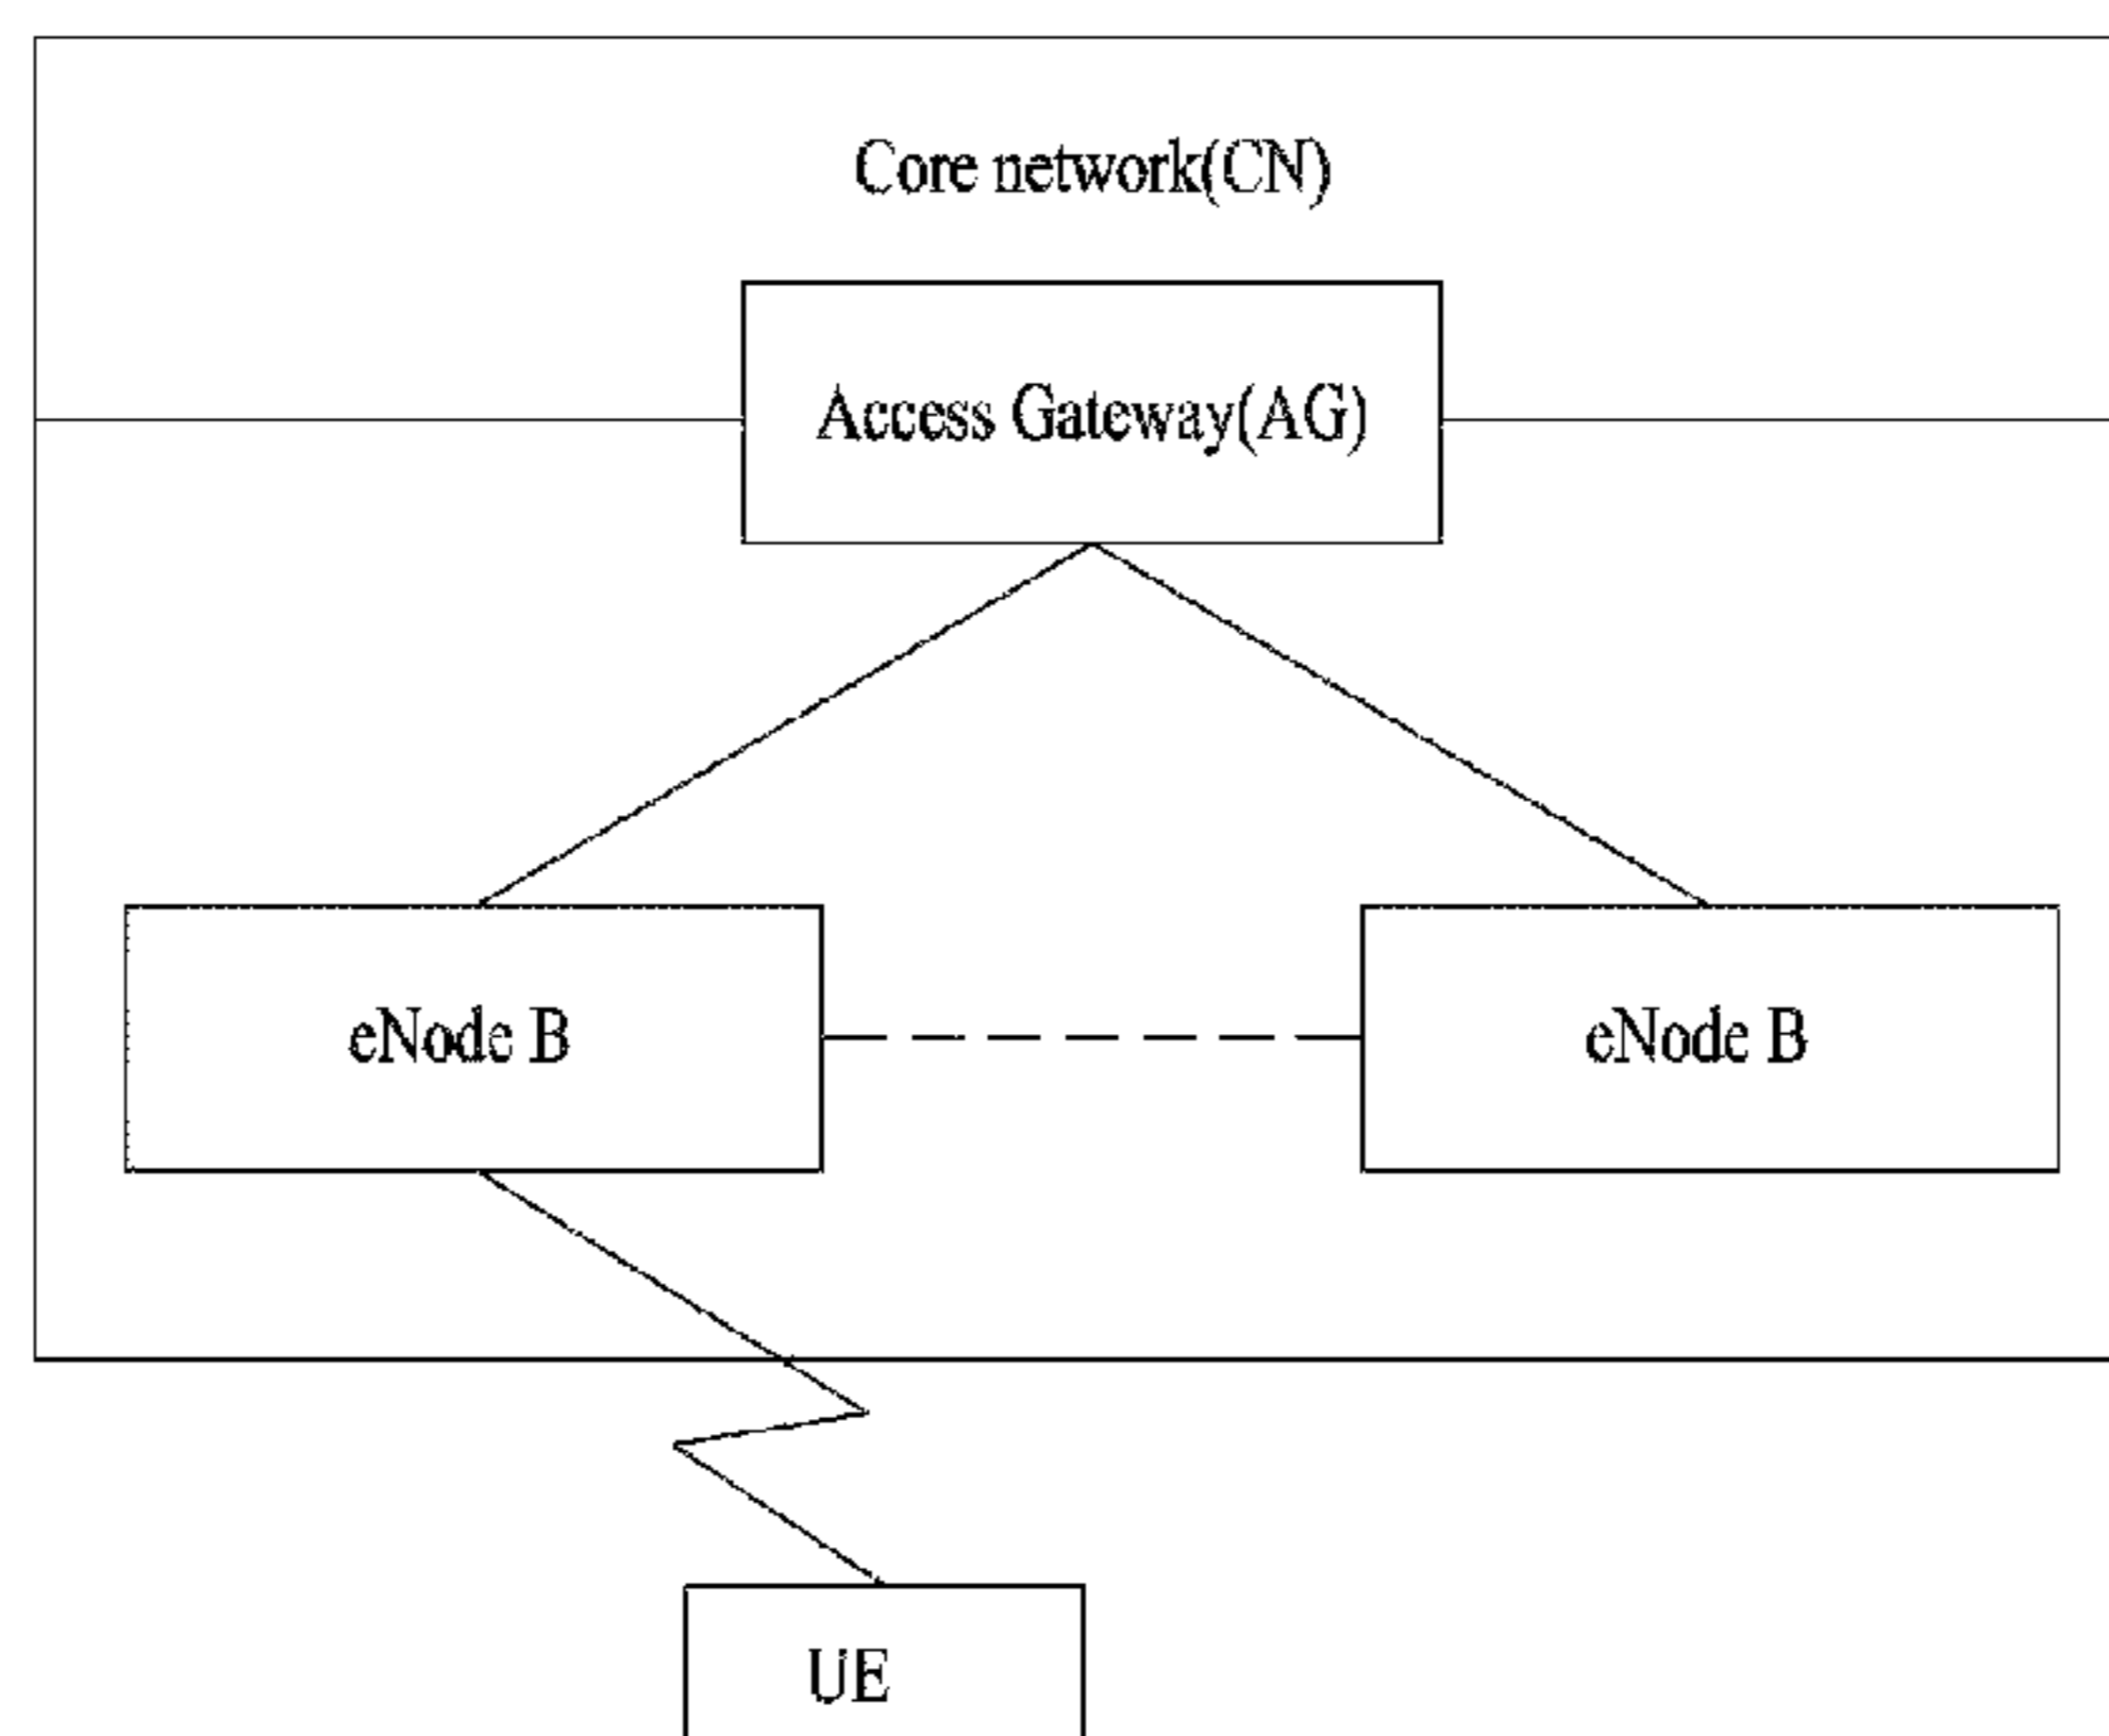 Core network(CN)
Access Gateway(AG)
eNode B
eNode B
UE